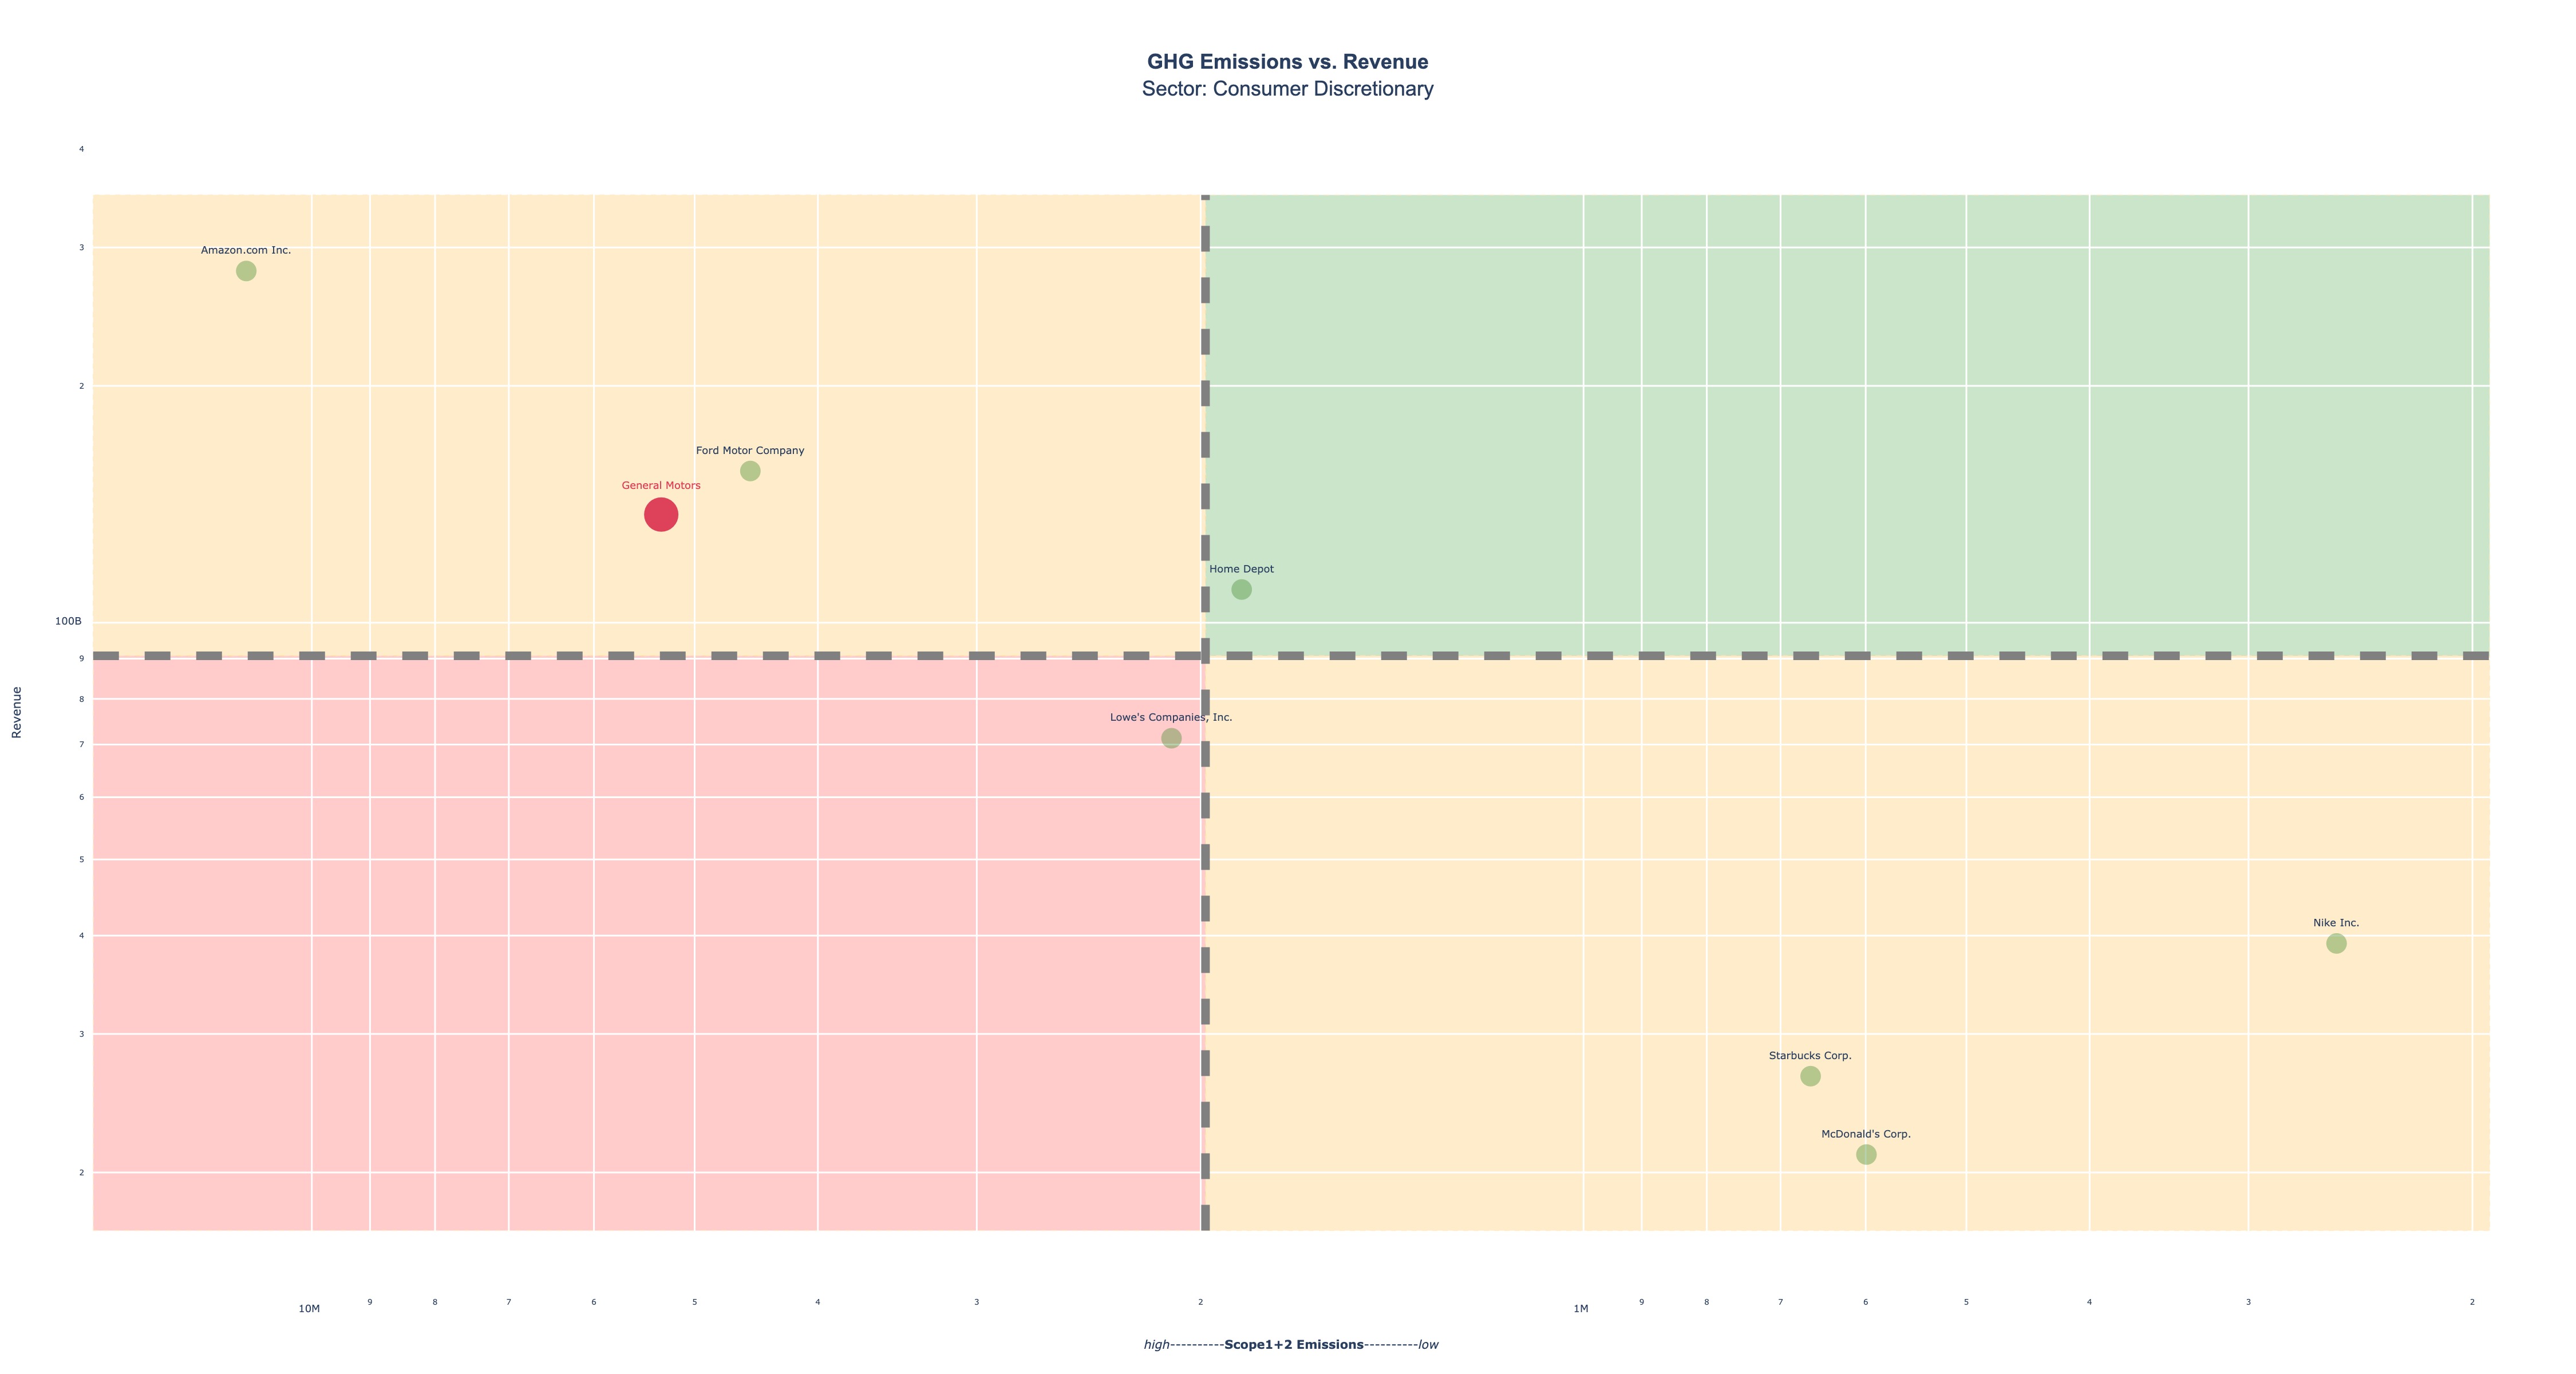 GHG Emissions vs. Revenue
Sector: Consumer Discretionary
4
3
2
100B
9
8
7
6
5
4
3
2
Revenue
Amazon.com Inc.
Ford Motor Company
General Motors
Home Depot
Lowe's Companies, Inc.
Nike Inc.
Starbucks Corp.
McDonald's Corp.
10M 9 8 7 6 5 4 3 2 1M 9 8 7 6 5 4 3 2
high----------Scope1+2 Emissions----------low